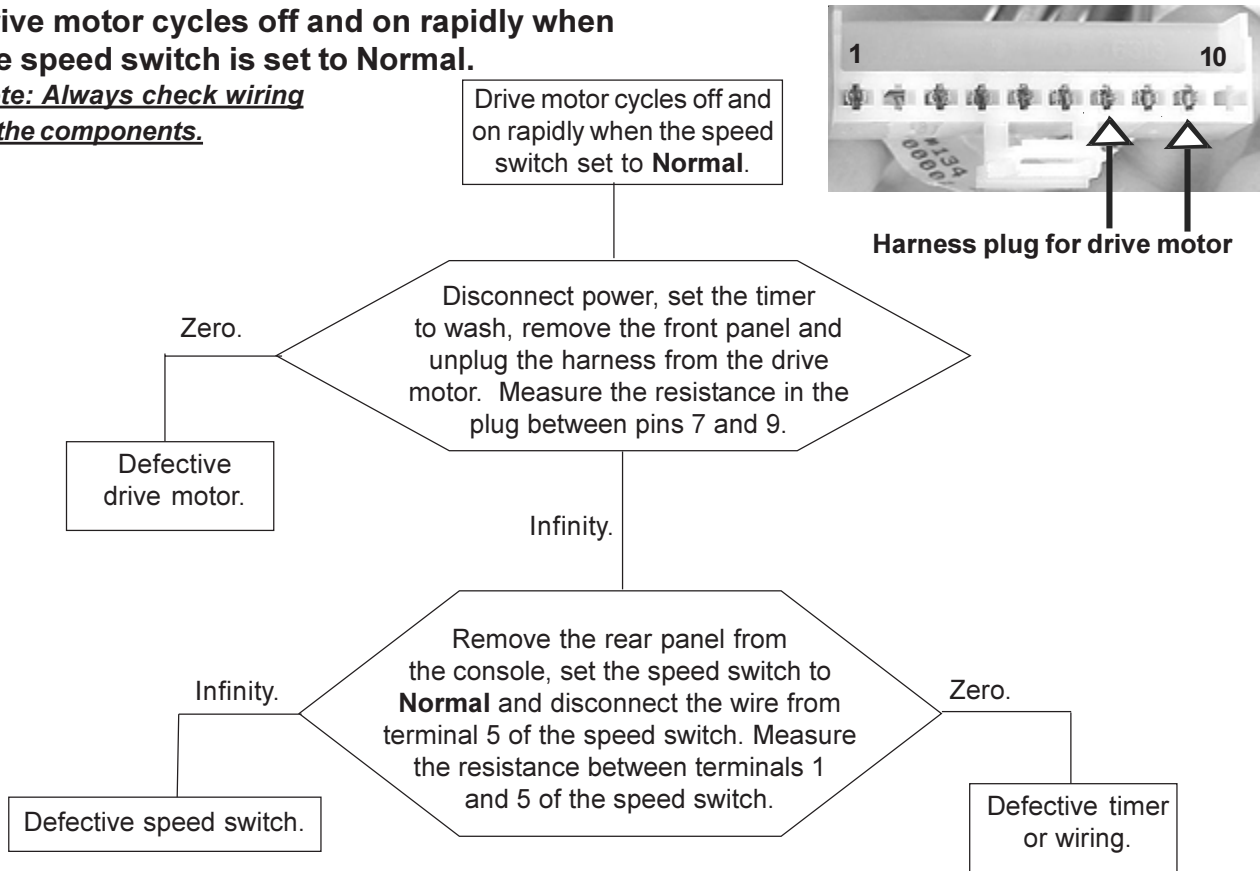 rive motor cycles off and on rapidly when
e speed switch is set to Normal.
te: Always check wiring
the components.
1 10
M134
Harness plug for drive motor
Drive motor cycles off and
on rapidly when the speed
switch set to Normal.
Disconnect power, set the timer
to wash, remove the front panel and
unplug the harness from the drive
motor. Measure the resistance in the
plug between pins 7 and 9.
Zero.
Defective
drive motor.
Infinity.
Remove the rear panel from
the console, set the speed switch to
Normal and disconnect the wire from
terminal 5 of the speed switch. Measure
the resistance between terminals 1
and 5 of the speed switch.
Infinity.
Defective speed switch.
Zero.
Defective timer
or wiring.